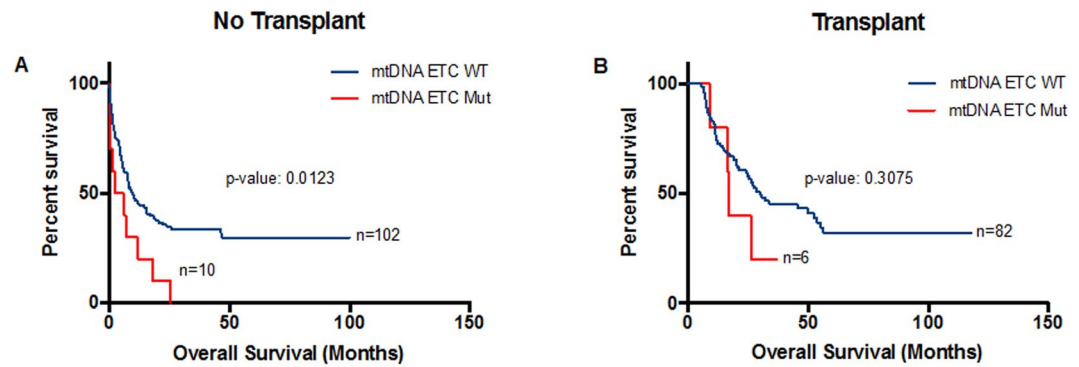 No Transplant
A
mtDNA ETC WT
mtDNA ETC Mut
100
50
0
Percent survival
p-value: 0.0123
n=102
n=10
0 50 100 150
Overall Survival (Months)
Transplant
B
mtDNA ETC WT
mtDNA ETC Mut
100
50
0
Percent survival
p-value: 0.3075
n=82
n=6
0 50 100 150
Overall Survival (Months)